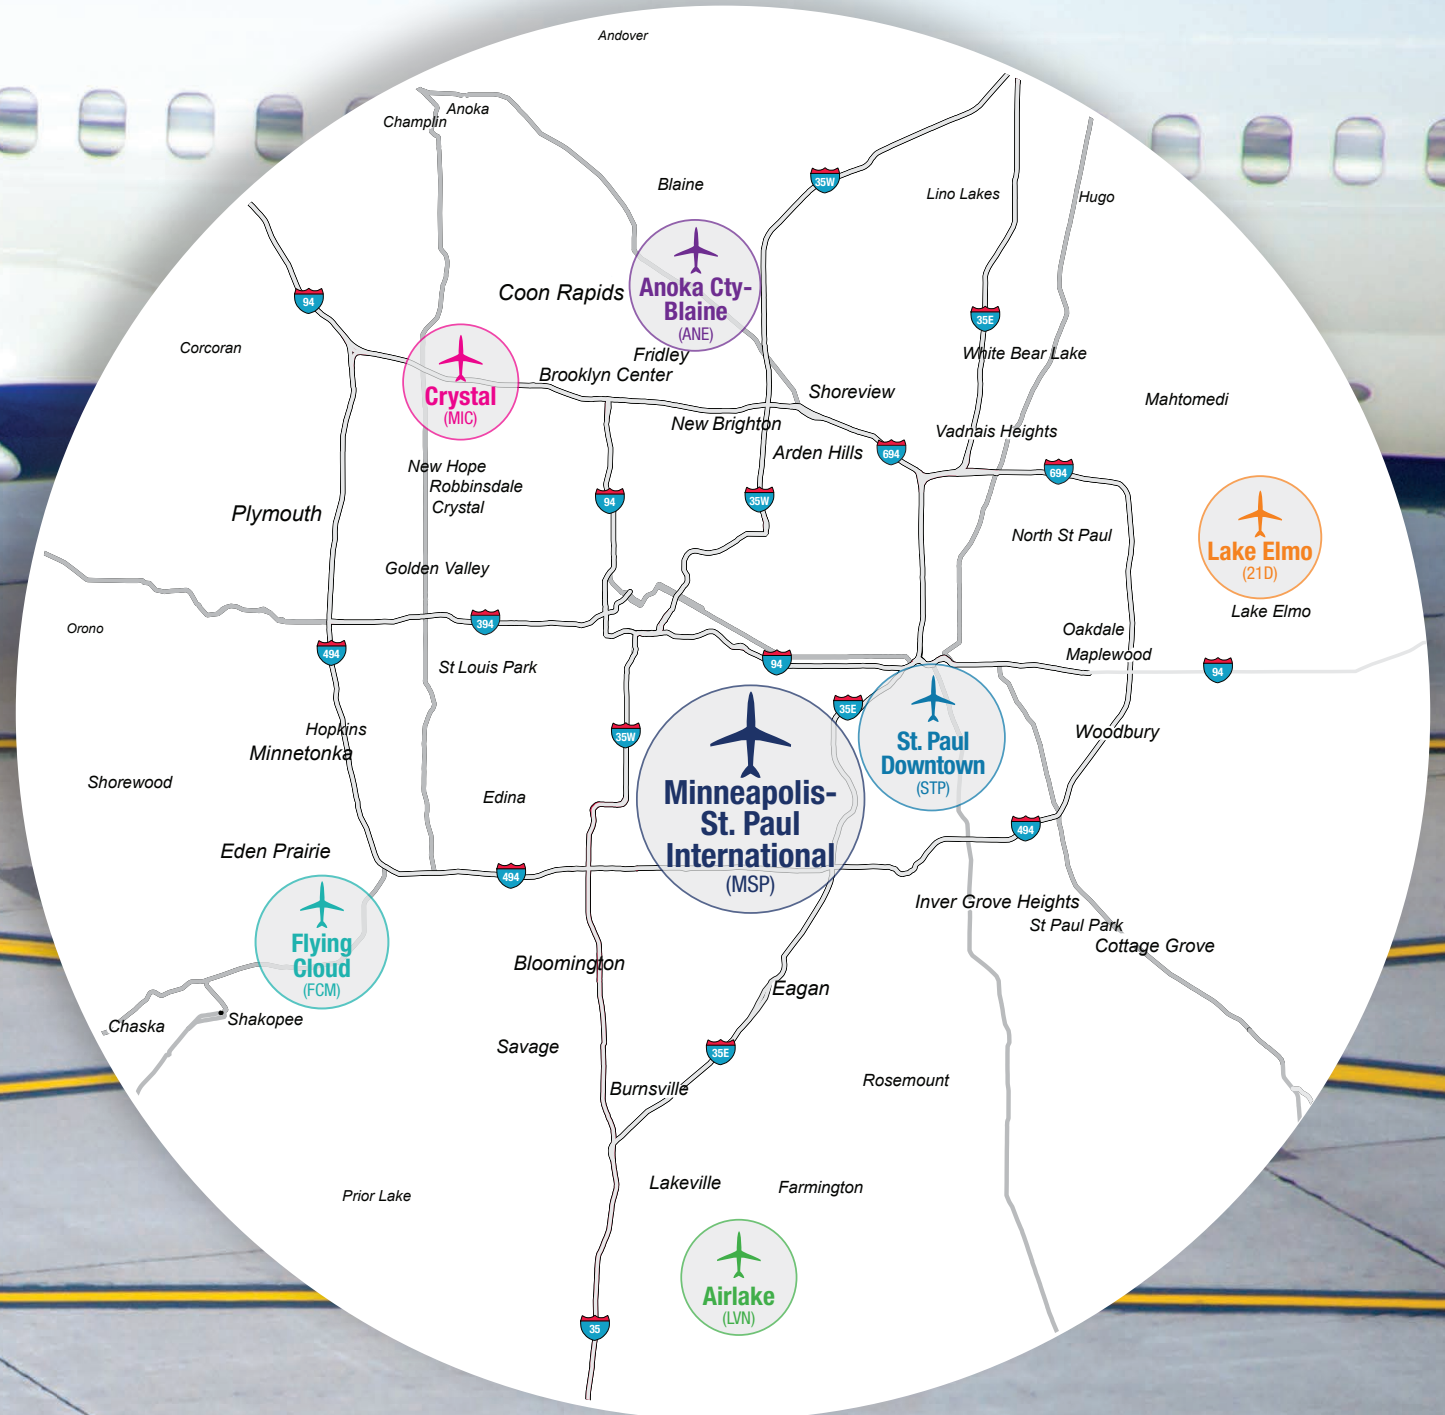 Andover
Anoka
Champlin
35W
Blaine
Lino Lakes
Hugo
94
Coon Rapids
Anoka Cty-
Blaine
(ANE)
35E
Corcoran
Fridley
White Bear Lake
Brooklyn Center
Crystal
(MIC)
Shoreview
Mahtomedi
New Brighton
Vadnais Heights
Arden Hills
694
694
New Hope
Robbinsdale
Crystal
94
35W
Plymouth
North St Paul
Lake Elmo
(21D)
Golden Valley
Lake Elmo
394
Orono
Oakdale
494
Maplewood
St Louis Park
94
94
35E
Hopkins
35W
Woodbury
Minnetonka
St. Paul
Downtown
(STP)
Shorewood
Edina
Minneapolis-
St. Paul
International
(MSP)
494
Eden Prairie
494
Inver Grove Heights
St Paul Park
Cottage Grove
Flying
Cloud
(FCM)
Bloomington
Eagan
Chaska
Shakopee
Savage
35E
Burnsville
Rosemount
Prior Lake
Lakeville
Farmington
Airlake
(LVN)
35